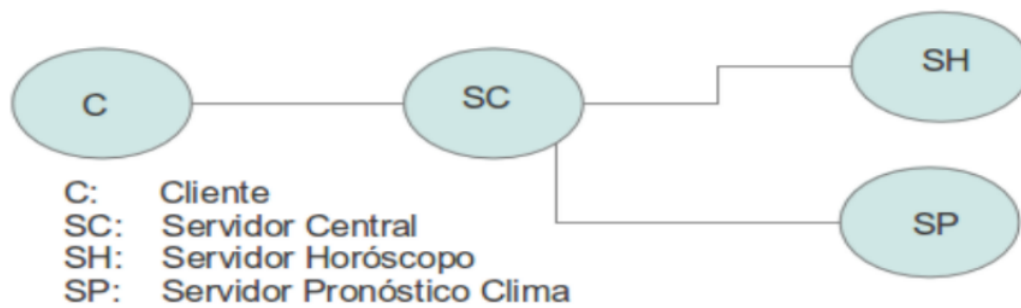 C
SC
SH
SP
C: Cliente
SC: Servidor Central
SH: Servidor Horóscopo
SP: Servidor Pronóstico Clima